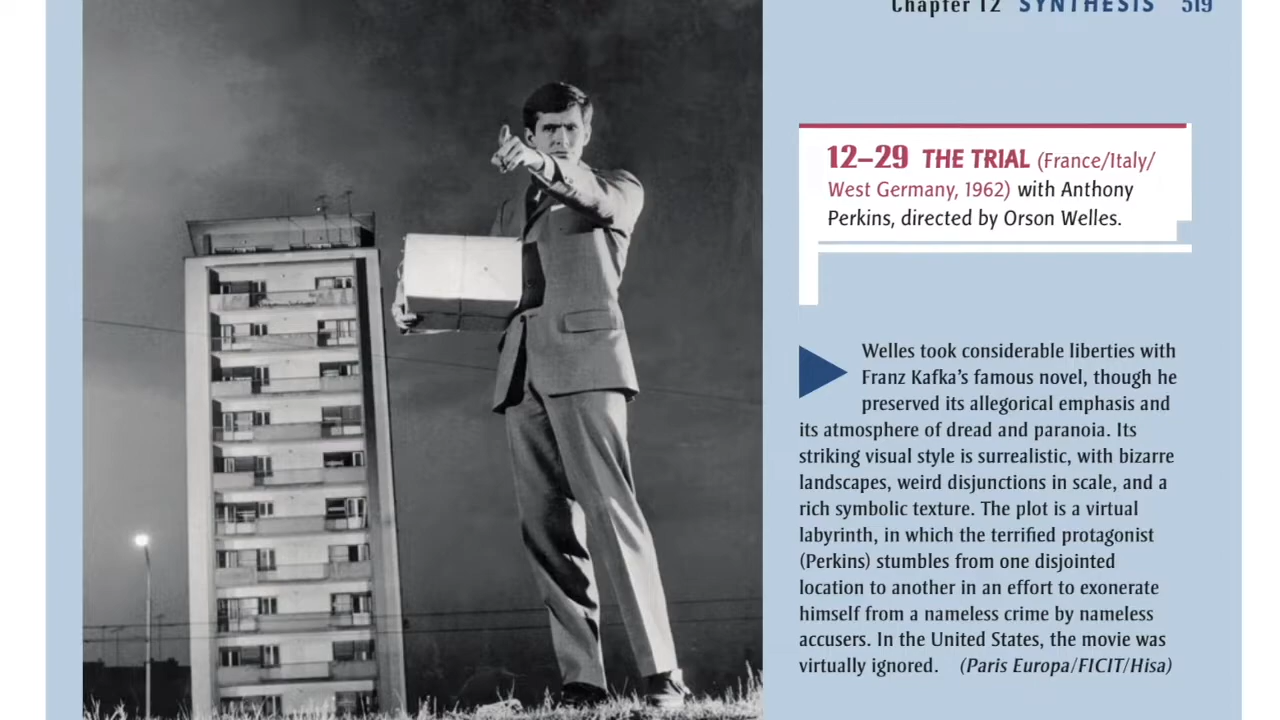 Chapter 12 SYNTHESIS 519
12–29 THE TRIAL (France/Italy/
West Germany, 1962) with Anthony
Perkins, directed by Orson Welles.
Welles took considerable liberties with
Franz Kafka’s famous novel, though he
preserved its allegorical emphasis and
its atmosphere of dread and paranoia. Its
striking visual style is surrealistic, with bizarre
landscapes, weird disjunctions in scale, and a
rich symbolic texture. The plot is a virtual
labyrinth, in which the terrified protagonist
(Perkins) stumbles from one disjointed
location to another in an effort to exonerate
himself from a nameless crime by nameless
accusers. In the United States, the movie was
virtually ignored. (Paris Europa/FICIT/Hisa)